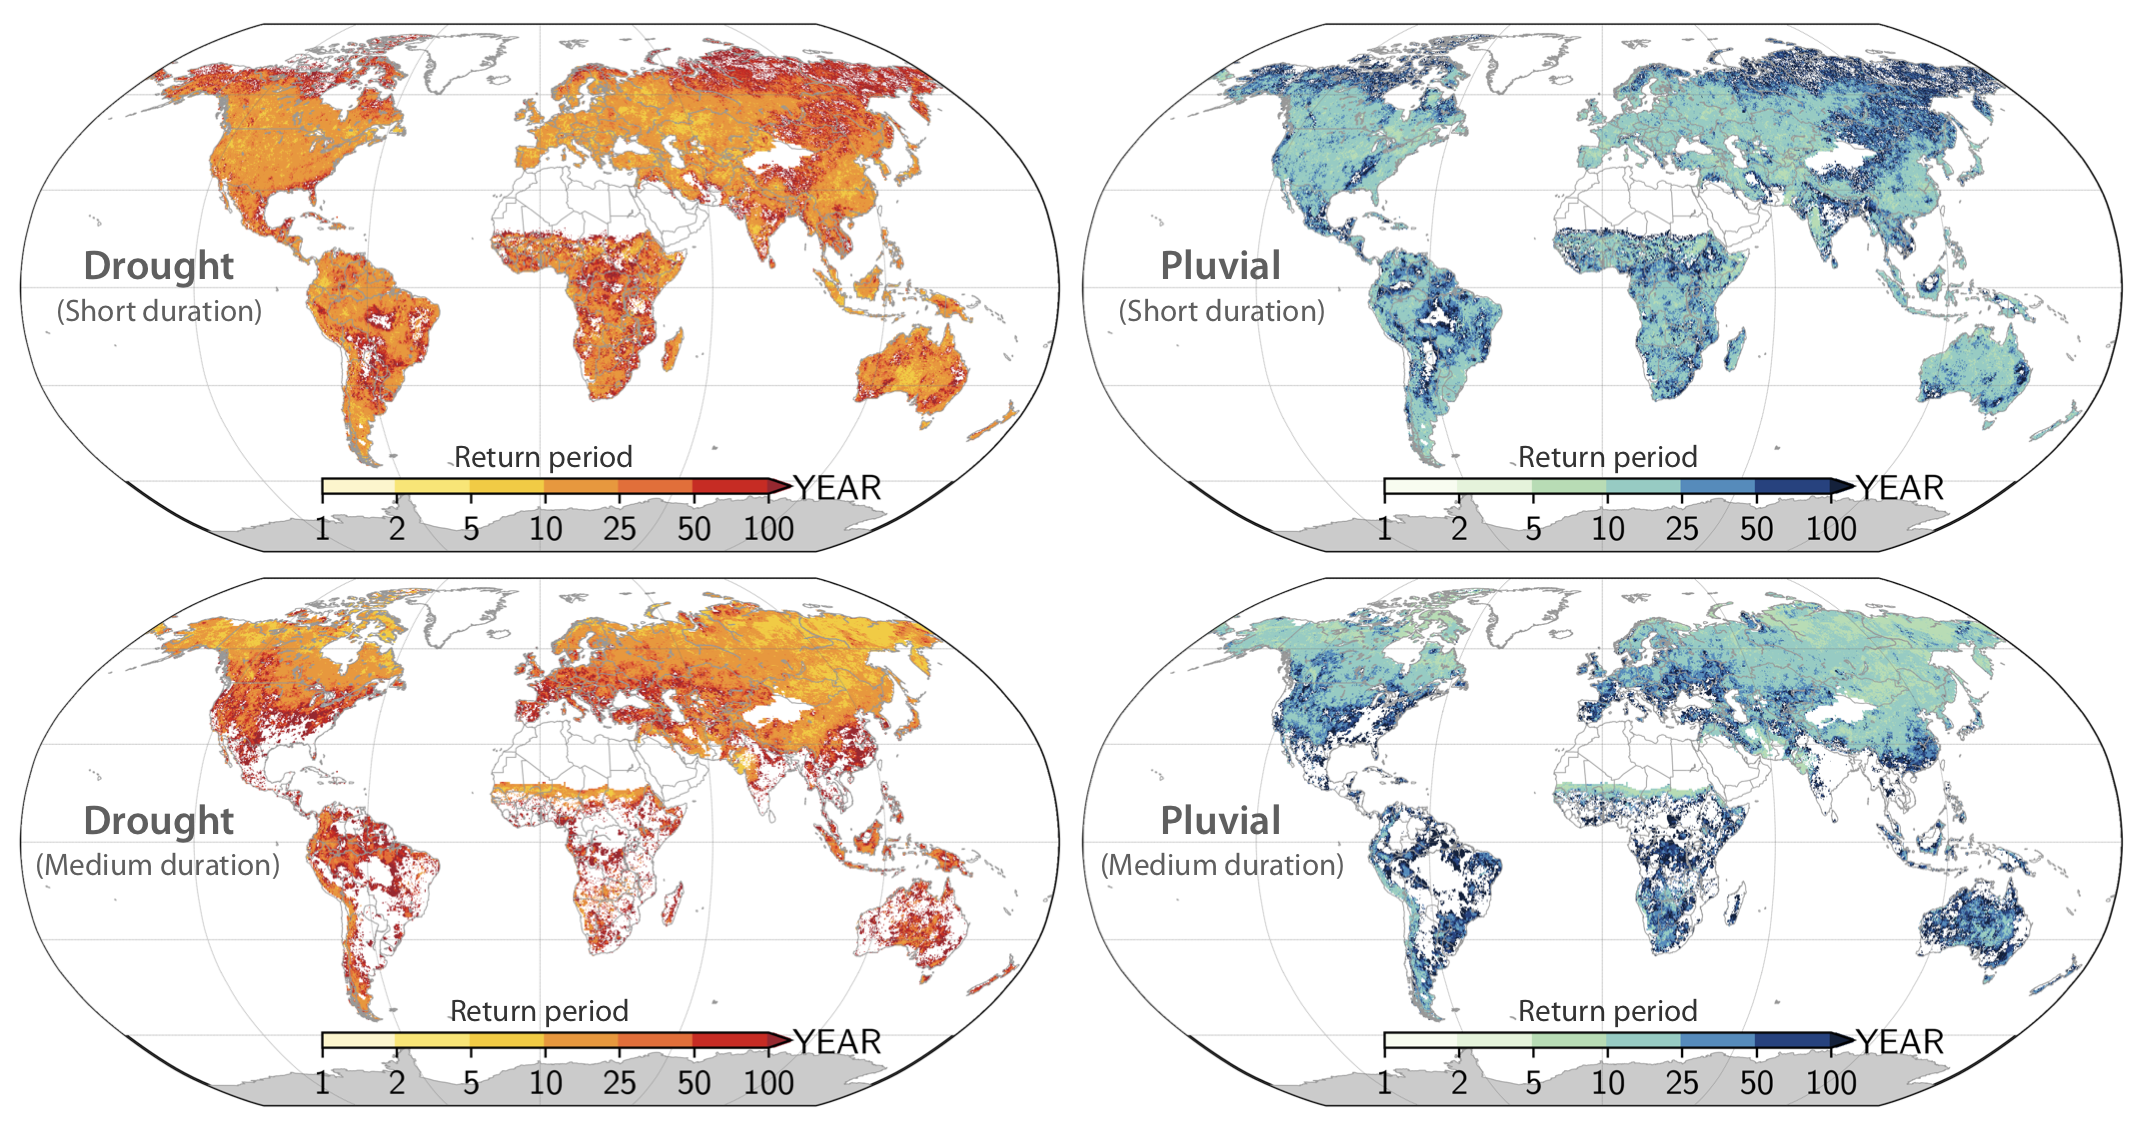 Drought
(Short duration)
Return period
YEAR
1 2 5 10 25 50 100
Pluvial
(Short duration)
Return period
YEAR
1 2 5 10 25 50 100
Drought
(Medium duration)
Return period
YEAR
1 2 5 10 25 50 100
Pluvial
(Medium duration)
Return period
YEAR
1 2 5 10 25 50 100